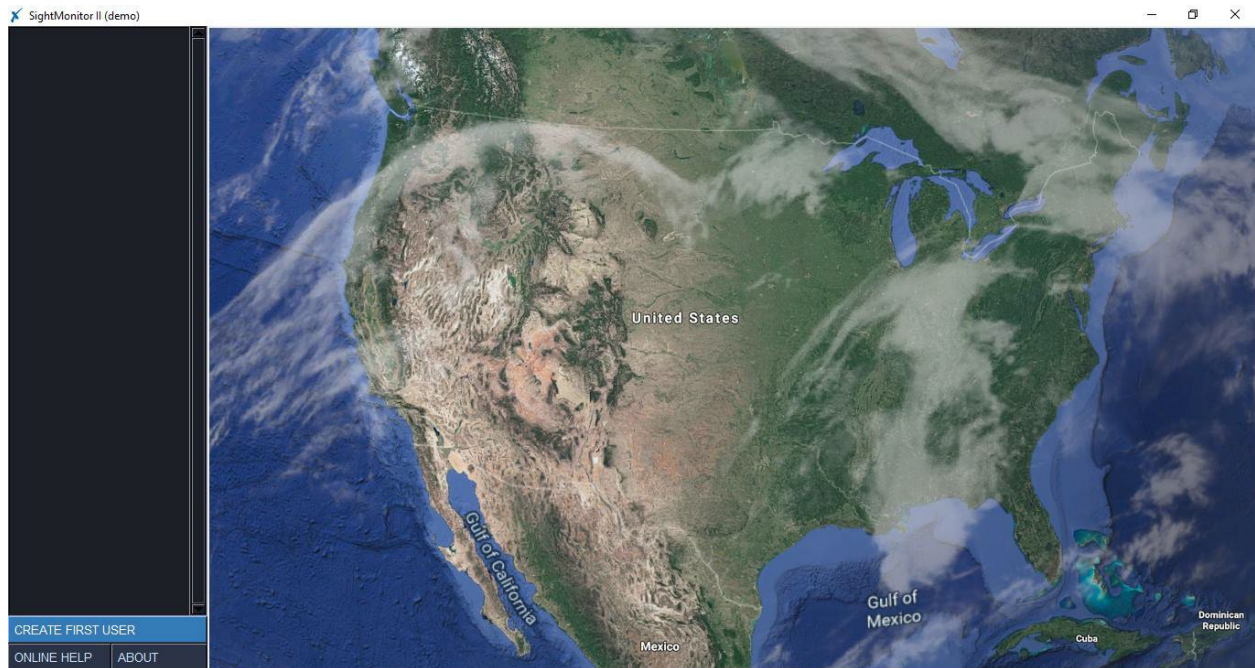 SightMonitor II (demo)
United States
Gulf of California
Gulf of
Mexico
Mexico
Cuba
Dominican
Republic
CREATE FIRST USER
ONLINE HELP
ABOUT